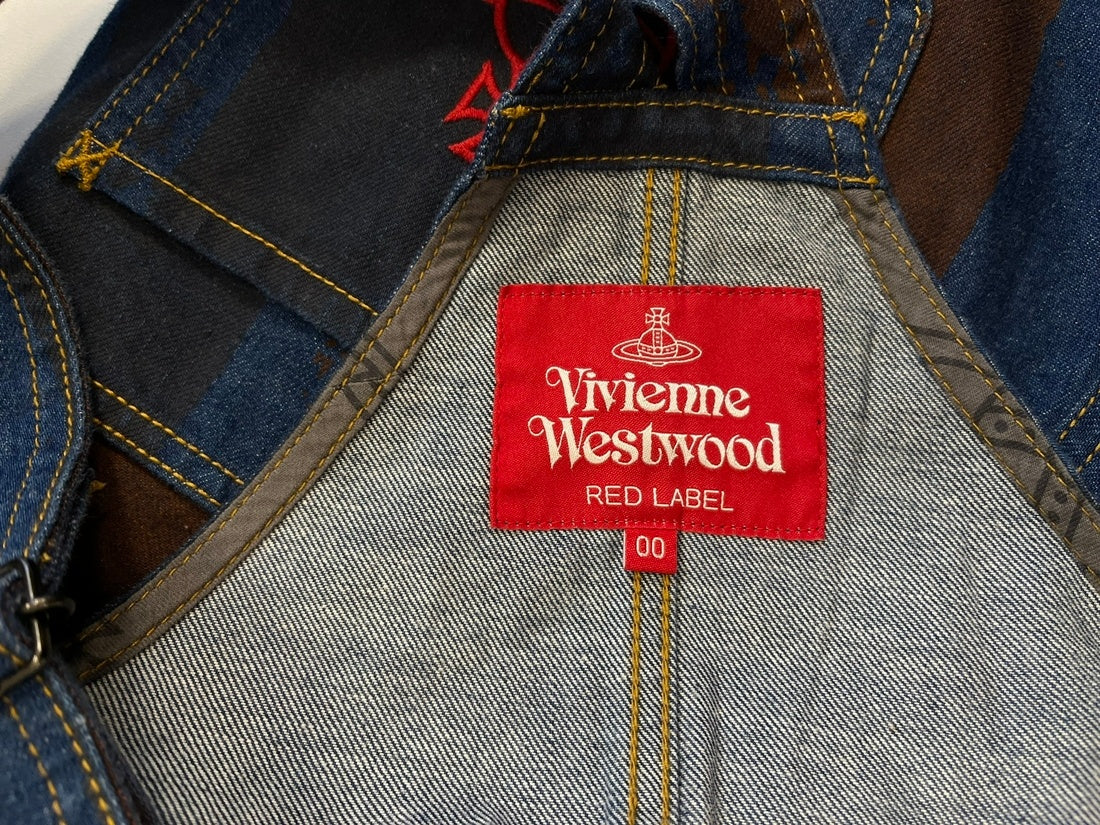 Vivienne
Westwood
RED LABEL
00